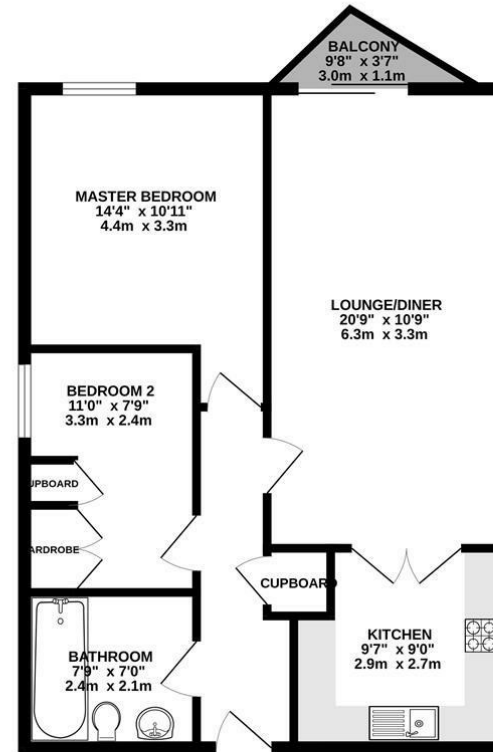 BALCONY
9'8" x 3'7"
3.0m x 1.1m
MASTER BEDROOM
14'4" x 10'11"
4.4m x 3.3m
LOUNGE/DINER
20'9" x 10'9"
6.3m x 3.3m
BEDROOM 2
11'0" x 7'9"
3.3m x 2.4m
UPBOARD
ARDROBE
CUPBOARD
KITCHEN
9'7" x 9'0"
2.9m x 2.7m
BATHROOM
7'9" x 7'0"
2.4m x 2.1m